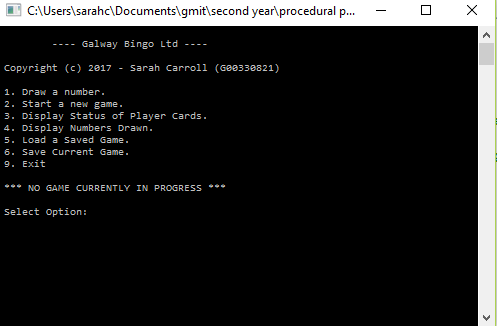 C:\Users\sarahc\Documents\gmit\second year\procedural p...
---- Galway Bingo Ltd ----
Copyright (c) 2017 - Sarah Carroll (G00330821)
1. Draw a number.
2. Start a new game.
3. Display Status of Player Cards.
4. Display Numbers Drawn.
5. Load a Saved Game.
6. Save Current Game.
9. Exit
*** NO GAME CURRENTLY IN PROGRESS ***
Select Option: